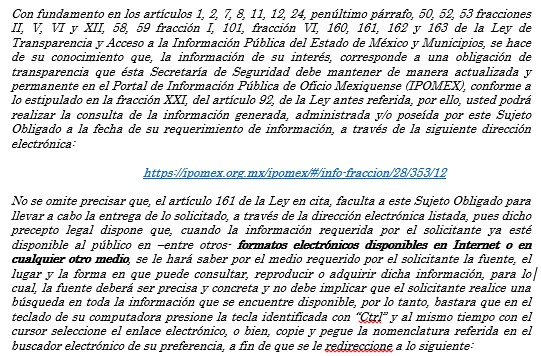 Con fundamento en los artículos 1, 2, 7, 8, 11, 12, 24, penúltimo párrafo, 50, 52, 53 fracciones
II, V, VI y XII, 58, 59 fracción I, 101, fracción VI, 160, 161, 162 y 163 de la Ley de
Transparencia y Acceso a la Información Pública del Estado de México y Municipios, se hace
de su conocimiento que, la información de su interés, corresponde a una obligación de
transparencia que ésta Secretaría de Seguridad debe mantener de manera actualizada y
permanente en el Portal de Información Pública de Oficio Mexiquense (IPOMEX), conforme a
lo estipulado en la fracción XXI, del artículo 92, de la Ley antes referida, por ello, usted podrá
realizar la consulta de la información generada, administrada y/o poseída por este Sujeto
Obligado a la fecha de su requerimiento de información, a través de la siguiente dirección
electrónica:
https://ipomex.org.mx/ipomex/#/info-fraccion/28/353/12
No se omite precisar que, el artículo 161 de la Ley en cita, faculta a este Sujeto Obligado para
llevar a cabo la entrega de lo solicitado, a través de la dirección electrónica listada, pues dicho
precepto legal dispone que, cuando la información requerida por el solicitante ya esté
disponible al público en –entre otros- formatos electrónicos disponibles en Internet o en
cualquier otro medio, se le hará saber por el medio requerido por el solicitante la fuente, el
lugar y la forma en que puede consultar, reproducir o adquirir dicha información, para lo
cual, la fuente deberá ser precisa y concreta y no debe implicar que el solicitante realice una
búsqueda en toda la información que se encuentre disponible, por lo tanto, bastara que en el
teclado de su computadora presione la tecla identificada con "Ctrl" y al mismo tiempo con el
cursor seleccione el enlace electrónico, o bien, copie y pegue la nomenclatura referida en el
buscador electrónico de su preferencia, a fin de que se le redireccione a lo siguiente: